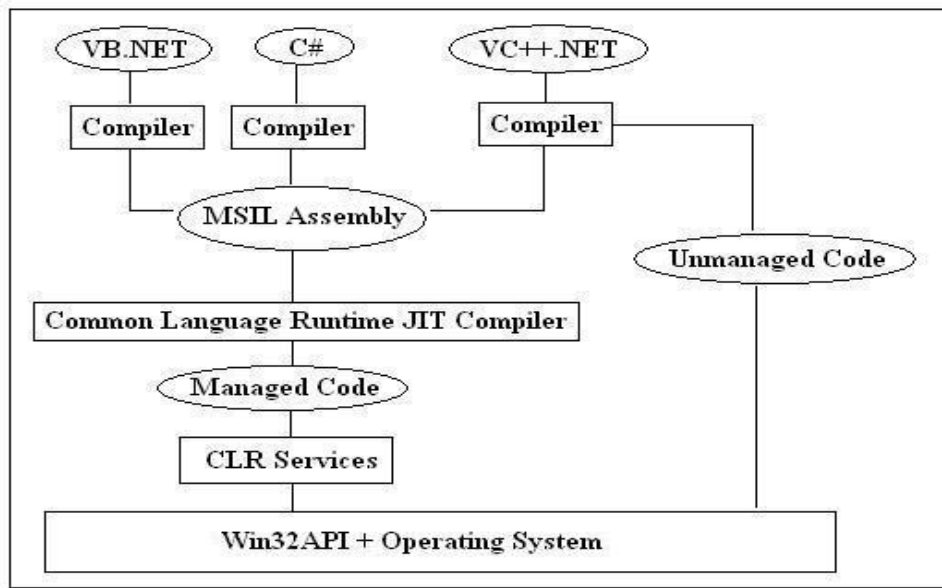 VB.NET
C#
VC++.NET
Compiler
Compiler
Compiler
MSIL Assembly
Unmanaged Code
Common Language Runtime JIT Compiler
Managed Code
CLR Services
Win32API + Operating System